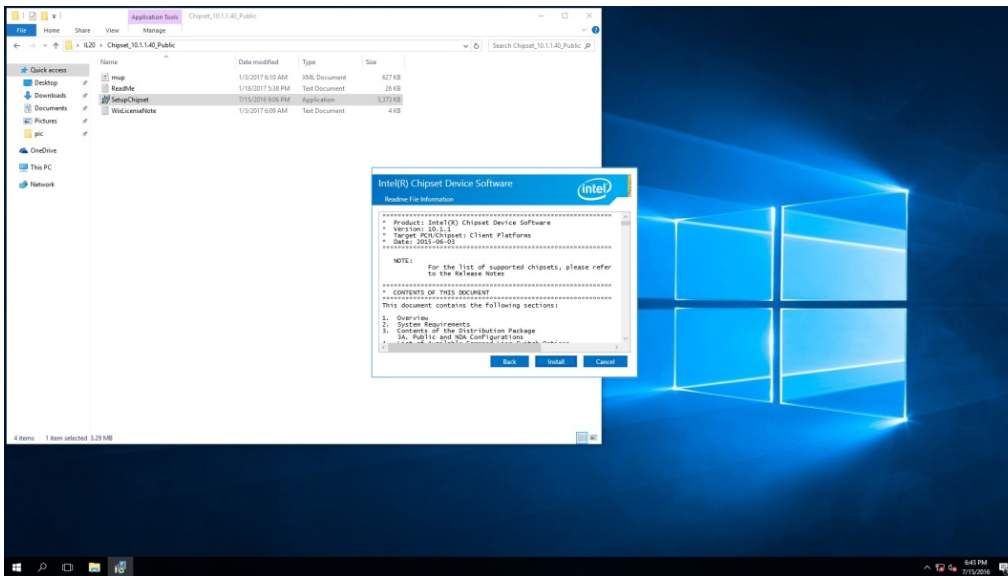 Application Tools
Chipset_10.1.1.40_Public
File
Home
Share
View
Manage
IL20 > Chipset_10.1.1.40_Public
Search Chipset_10.1.1.40_Public
Name
Date modified
Type
Size
mup
1/3/2017 6:10 AM
XML Document
627 KB
ReadMe
1/18/2017 5:38 PM
Text Document
26 KB
SetupChipset
7/15/2016 9:06 PM
Application
3,373 KB
WixLicenseNote
1/3/2017 6:09 AM
Text Document
4 KB
Quick access
Desktop
Downloads
Documents
Pictures
pic
OneDrive
This PC
Network
4 items
1 item selected 3.29 MB
Intel(R) Chipset Device Software
Readme File Information
intel
* Product: Intel(R) Chipset Device Software
* Version: 10.1.1
* Target PCH/Chipset: Client Platforms
* Date: 2015-06-03
NOTE:
For the list of supported chipsets, please refer
to the Release Notes
* CONTENTS OF THIS DOCUMENT
This document contains the following sections:
1. Overview
2. System Requirements
3. Contents of the Distribution Package
3A. Public and NDA Configurations
Back
Install
Cancel
6:43 PM
7/15/2016